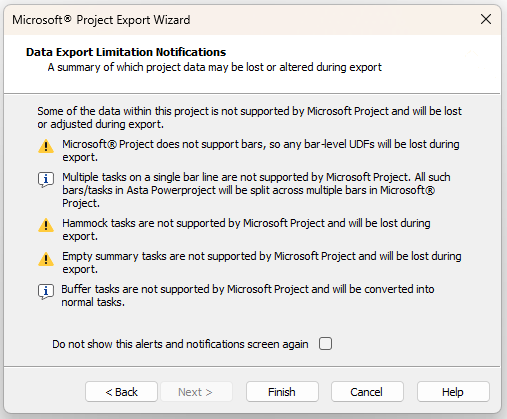 Microsoft® Project Export Wizard
Data Export Limitation Notifications
A summary of which project data may be lost or altered during export
Some of the data within this project is not supported by Microsoft Project and will be lost
or adjusted during export.
Microsoft® Project does not support bars, so any bar-level UDFs will be lost during
export.
Multiple tasks on a single bar line are not supported by Microsoft Project. All such
bars/tasks in Asta Powerproject will be split across multiple bars in Microsoft®
Project.
Hammock tasks are not supported by Microsoft Project and will be lost during
export.
Empty summary tasks are not supported by Microsoft Project and will be lost during
export.
Buffer tasks are not supported by Microsoft Project and will be converted into
normal tasks.
Do not show this alerts and notifications screen again
< Back
Next >
Finish
Cancel
Help